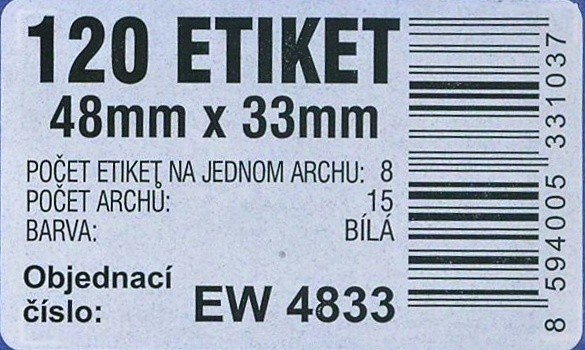 120 ETIKET
48mm x 33mm
POČET ETIKET NA JEDNOM ARCHU: 8
POČET ARCHŮ: 15
BARVA: BÍLÁ
Objednací
číslo: EW 4833
8 594005 331037